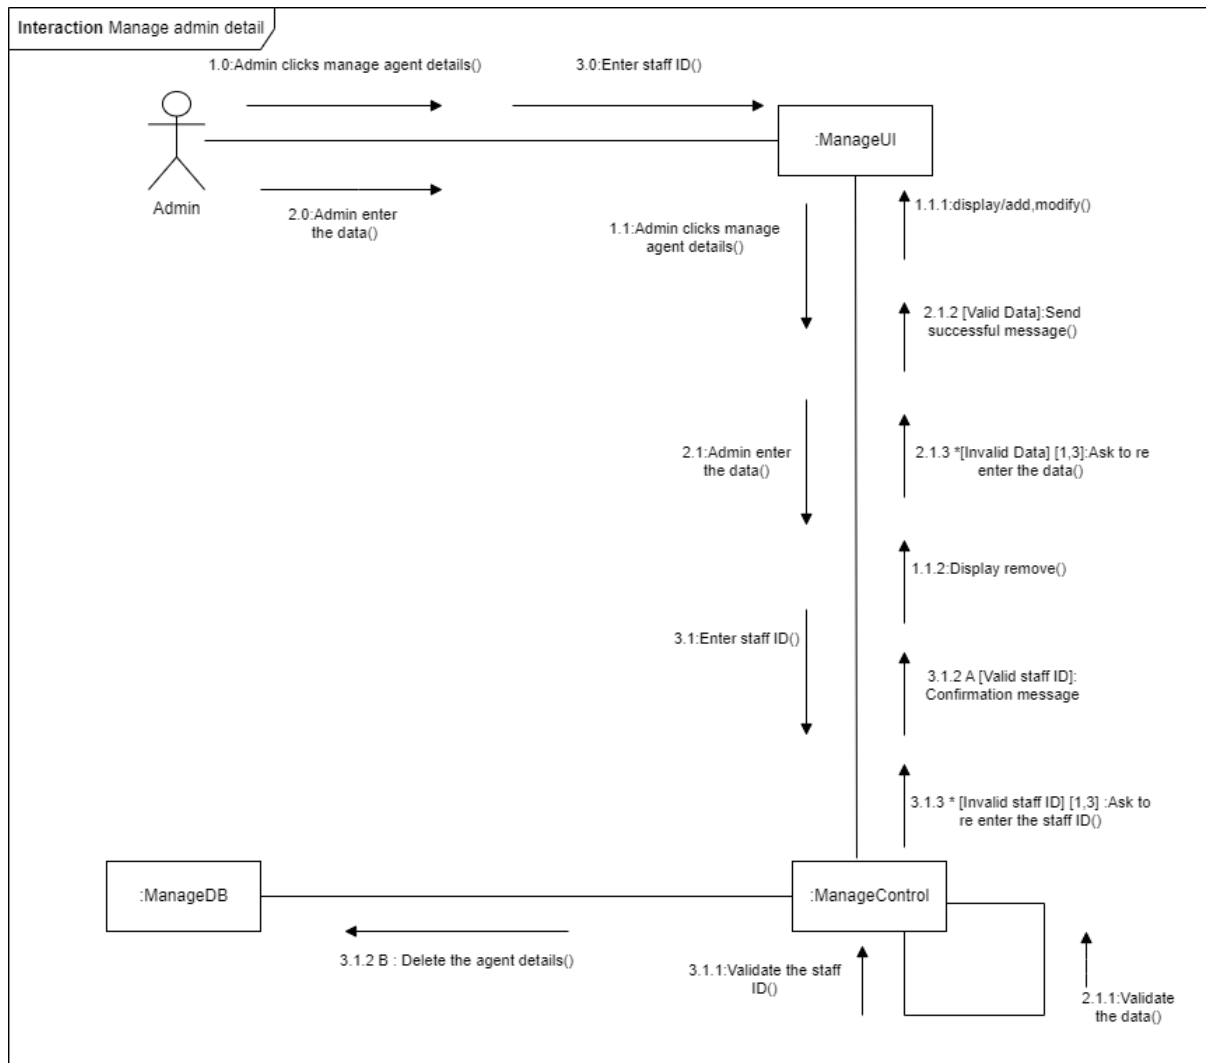 Interaction Manage admin detail
1.0:Admin clicks manage agent details()
3.0:Enter staff ID()
:ManageUI
Admin
2.0:Admin enter
the data()
1.1:Admin clicks manage
agent details()
1.1.1:display/add,modify()
2.1.2 [Valid Data]:Send
successful message()
2.1:Admin enter
the data()
2.1.3 *[Invalid Data] [1,3]:Ask to re
enter the data()
1.1.2:Display remove()
3.1:Enter staff ID()
3.1.2 A [Valid staff ID]:
Confirmation message
3.1.3 * [Invalid staff ID] [1,3] :Ask to
re enter the staff ID()
:ManageDB
:ManageControl
3.1.2 B : Delete the agent details()
3.1.1:Validate the staff
ID()
2.1.1:Validate
the data()